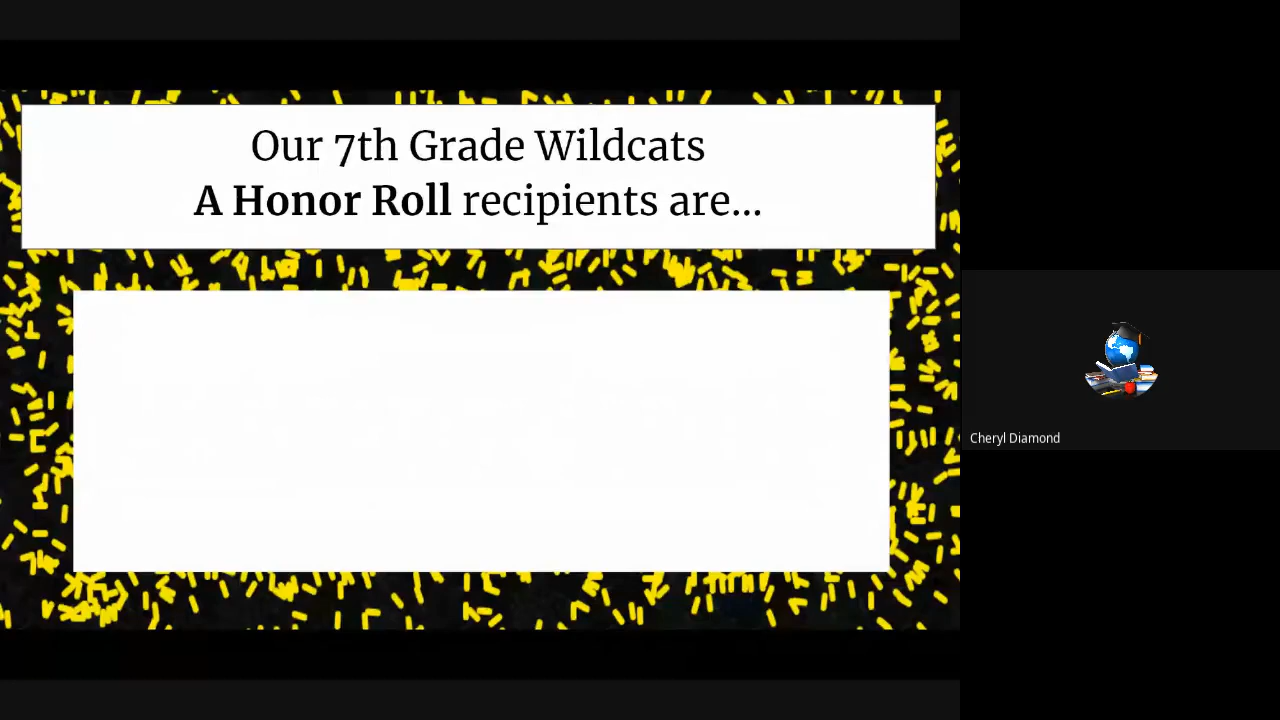 Our 7th Grade Wildcats
A Honor Roll recipients are...
Cheryl Diamond